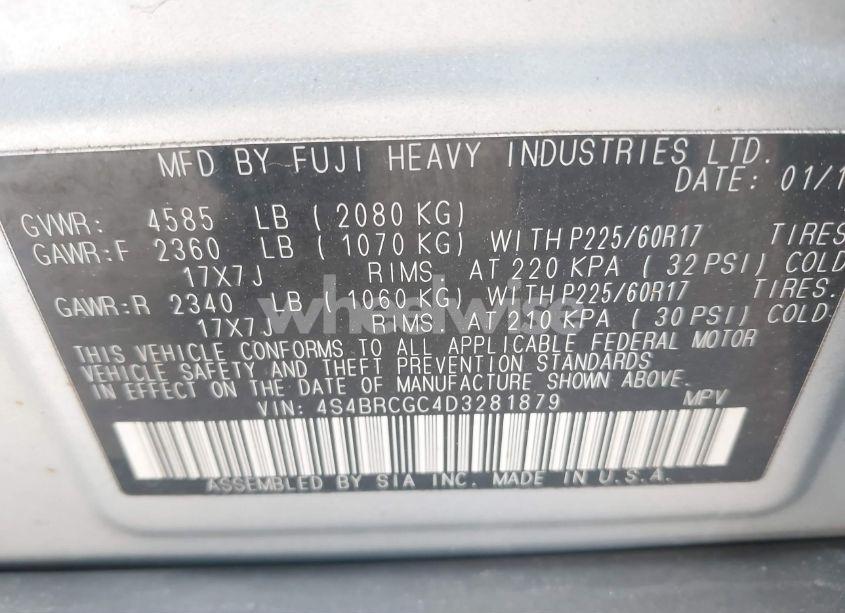 MFD BY FUJI HEAVY INDUSTRIES LTD.
DATE: 01/1
GVWR: 4585 LB ( 2080 KG)
GAWR:F 2360 LB ( 1070 KG) WITH P225/60R17 TIRES
17X7J RIMS AT 220 KPA ( 32 PSI) COLD
GAWR:R 2340 LB ( 1060 KG) WITH P225/60R17 TIRES.
17X7J RIMS AT 210 KPA ( 30 PSI) COLD.
THIS VEHICLE CONFORMS TO ALL APPLICABLE FEDERAL MOTOR
VEHICLE SAFETY AND THEFT PREVENTION STANDARDS
IN EFFECT ON THE DATE OF MANUFACTURE SHOWN ABOVE.
VIN: 4S4BRCGC4D3281879 MPV
ASSEMBLED BY SIA INC. MADE IN U.S.A.
wheelwise